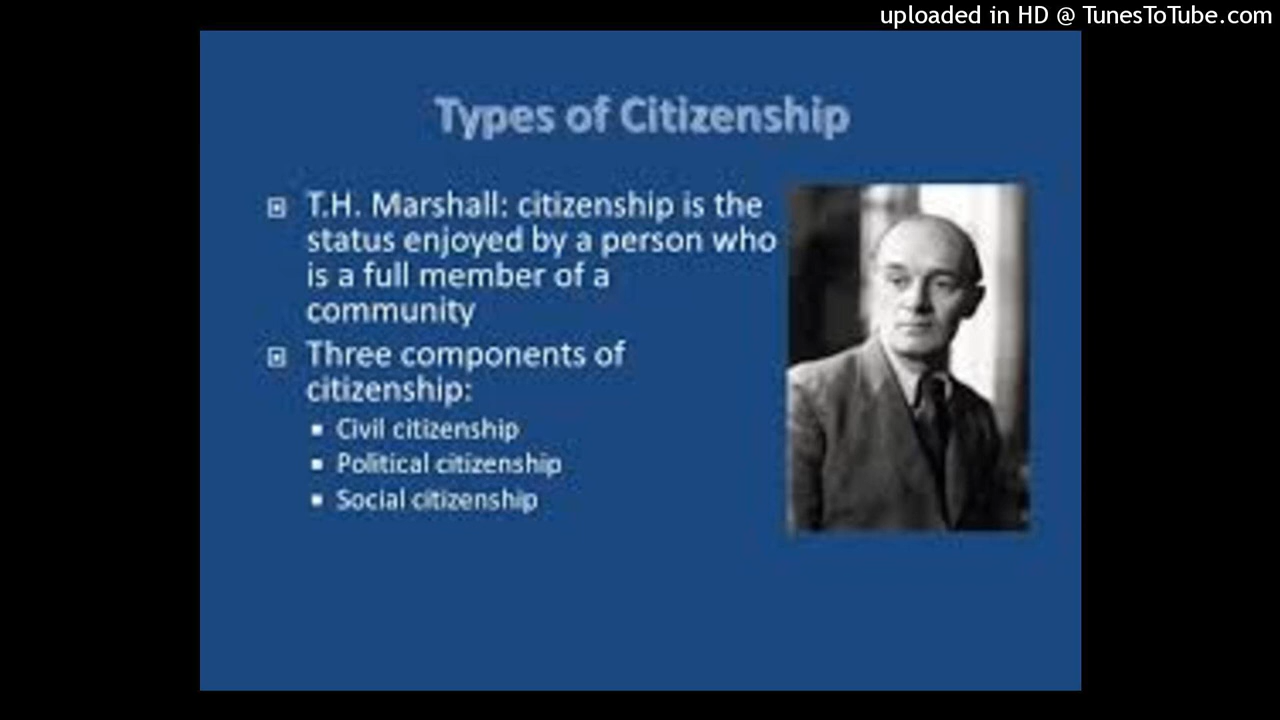 uploaded in HD @ TunesToTube.com
Types of Citizenship
T.H. Marshall: citizenship is the
status enjoyed by a person who
is a full member of a
community
Three components of
citizenship:
Civil citizenship
Political citizenship
Social citizenship